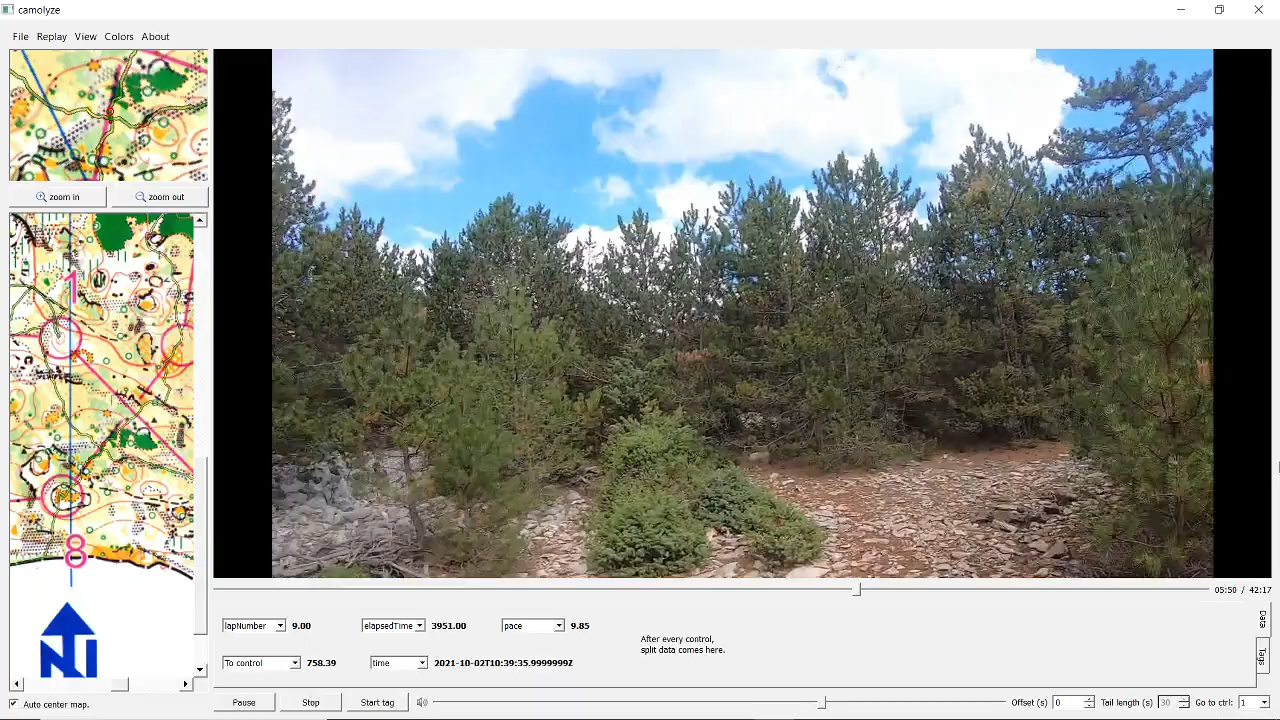 camolyze
File Replay View Colors About
zoom in zoom out
1
8
N
05:50 / 42:17
lapNumber 9.00 elapsedTime 3951.00 pace 9.85
After every control,
split data comes here.
To control 758.39 time 2021-10-02T10:39:35.9999999Z
Data
Tags
Auto center map.
Pause Stop Start tag Offset (s) 0 Tail length (s) 30 Go to ctrl: 1